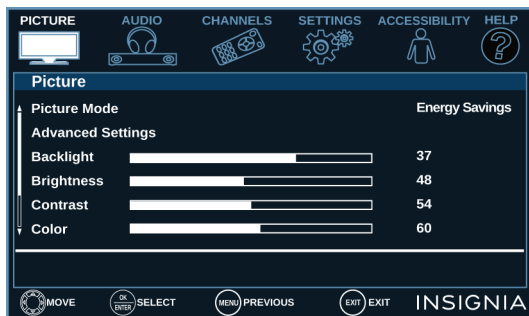 PICTURE AUDIO CHANNELS SETTINGS ACCESSIBILITY HELP
?
Picture
Picture Mode Energy Savings
Advanced Settings
Backlight 37
Brightness 48
Contrast 54
Color 60
MOVE OK ENTER SELECT MENU PREVIOUS EXIT EXIT INSIGNIA